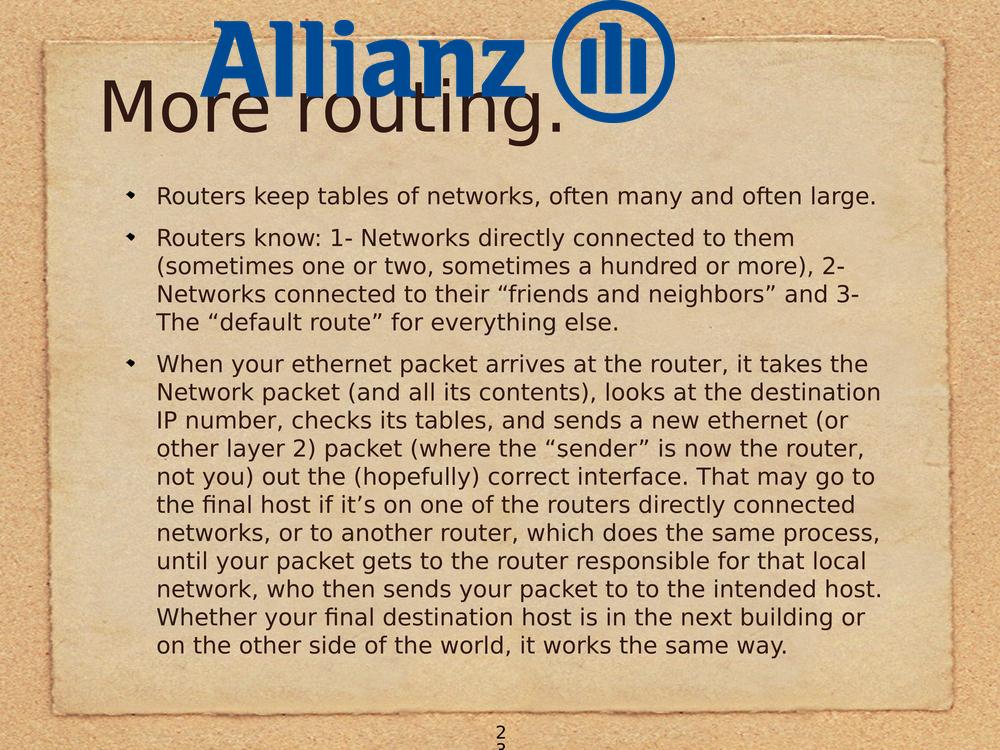 Allianz
More routing.
Routers keep tables of networks, often many and often large.
Routers know: 1- Networks directly connected to them
(sometimes one or two, sometimes a hundred or more), 2-
Networks connected to their “friends and neighbors” and 3-
The “default route” for everything else.
When your ethernet packet arrives at the router, it takes the
Network packet (and all its contents), looks at the destination
IP number, checks its tables, and sends a new ethernet (or
other layer 2) packet (where the “sender” is now the router,
not you) out the (hopefully) correct interface. That may go to
the final host if it’s on one of the routers directly connected
networks, or to another router, which does the same process,
until your packet gets to the router responsible for that local
network, who then sends your packet to to the intended host.
Whether your final destination host is in the next building or
on the other side of the world, it works the same way.
2
3